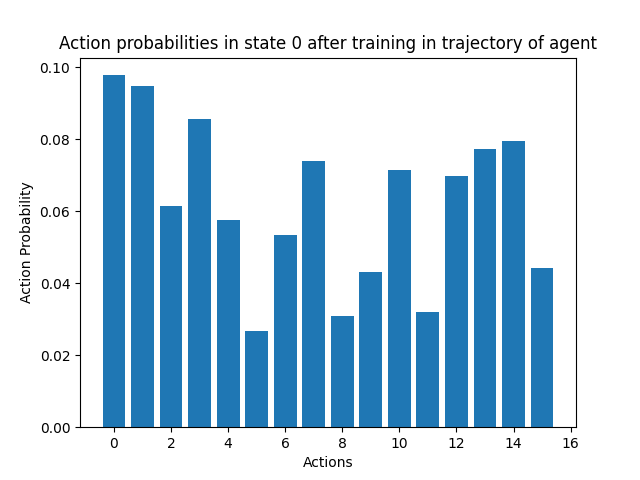 Action probabilities in state 0 after training in trajectory of agent
0.10
0.08
0.06
0.04
0.02
0.00
Action Probability
0 2 4 6 8 10 12 14 16
Actions